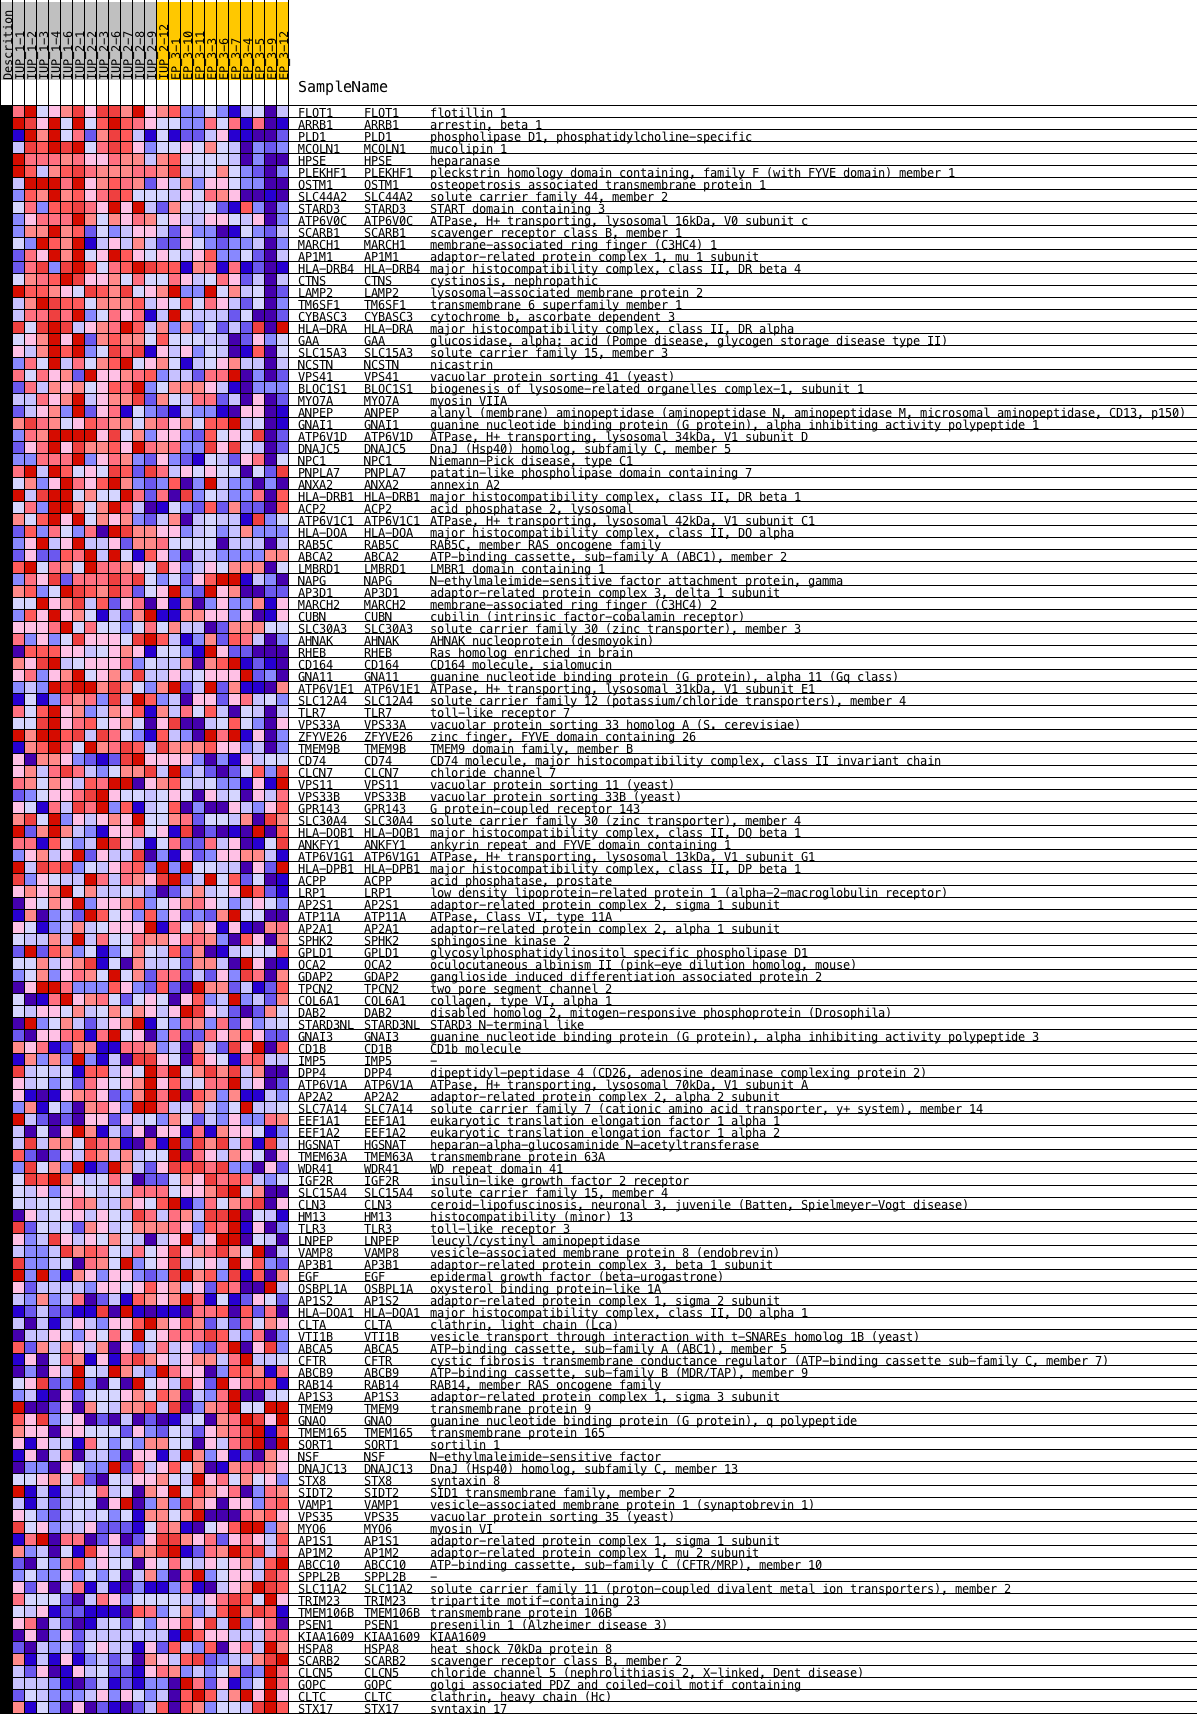 Descrition
IUP_1-1
IUP_1-2
IUP_1-3
IUP_1-4
IUP_1-6
IUP_2-1
IUP_2-2
IUP_2-3
IUP_2-6
IUP_2-7
IUP_2-8
IUP_2-9
IUP_2-12
EP_3-1
EP_3-10
EP_3-11
EP_3-3
EP_3-6
EP_3-7
EP_3-4
EP_3-5
EP_3-9
EP_3-12
SampleName
FLOT1 FLOT1 flotillin 1
ARRB1 ARRB1 arrestin, beta 1
PLD1 PLD1 phospholipase D1, phosphatidylcholine-specific
MCOLN1 MCOLN1 mucolipin 1
HPSE HPSE heparanase
PLEKHF1 PLEKHF1 pleckstrin homology domain containing, family F (with FYVE domain) member 1
OSTM1 OSTM1 osteopetrosis associated transmembrane protein 1
SLC44A2 SLC44A2 solute carrier family 44, member 2
STARD3 STARD3 START domain containing 3
ATP6V0C ATP6V0C ATPase, H+ transporting, lysosomal 16kDa, V0 subunit c
SCARB1 SCARB1 scavenger receptor class B, member 1
MARCH1 MARCH1 membrane-associated ring finger (C3HC4) 1
AP1M1 AP1M1 adaptor-related protein complex 1, mu 1 subunit
HLA-DRB4 HLA-DRB4 major histocompatibility complex, class II, DR beta 4
CTNS CTNS cystinosis, nephropathic
LAMP2 LAMP2 lysosomal-associated membrane protein 2
TM6SF1 TM6SF1 transmembrane 6 superfamily member 1
CYBASC3 CYBASC3 cytochrome b, ascorbate dependent 3
HLA-DRA HLA-DRA major histocompatibility complex, class II, DR alpha
GAA GAA glucosidase, alpha; acid (Pompe disease, glycogen storage disease type II)
SLC15A3 SLC15A3 solute carrier family 15, member 3
NCSTN NCSTN nicastrin
VPS41 VPS41 vacuolar protein sorting 41 (yeast)
BLOC1S1 BLOC1S1 biogenesis of lysosome-related organelles complex-1, subunit 1
MYO7A MYO7A myosin VIIA
ANPEP ANPEP alanyl (membrane) aminopeptidase (aminopeptidase N, aminopeptidase M, microsomal aminopeptidase, CD13, p150)
GNAI1 GNAI1 guanine nucleotide binding protein (G protein), alpha inhibiting activity polypeptide 1
ATP6V1D ATP6V1D ATPase, H+ transporting, lysosomal 34kDa, V1 subunit D
DNAJC5 DNAJC5 DnaJ (Hsp40) homolog, subfamily C, member 5
NPC1 NPC1 Niemann-Pick disease, type C1
PNPLA7 PNPLA7 patatin-like phospholipase domain containing 7
ANXA2 ANXA2 annexin A2
HLA-DRB1 HLA-DRB1 major histocompatibility complex, class II, DR beta 1
ACP2 ACP2 acid phosphatase 2, lysosomal
ATP6V1C1 ATP6V1C1 ATPase, H+ transporting, lysosomal 42kDa, V1 subunit C1
HLA-DOA HLA-DOA major histocompatibility complex, class II, DO alpha
RAB5C RAB5C RAB5C, member RAS oncogene family
ABCA2 ABCA2 ATP-binding cassette, sub-family A (ABC1), member 2
LMBRD1 LMBRD1 LMBR1 domain containing 1
NAPG NAPG N-ethylmaleimide-sensitive factor attachment protein, gamma
AP3D1 AP3D1 adaptor-related protein complex 3, delta 1 subunit
MARCH2 MARCH2 membrane-associated ring finger (C3HC4) 2
CUBN CUBN cubilin (intrinsic factor-cobalamin receptor)
SLC30A3 SLC30A3 solute carrier family 30 (zinc transporter), member 3
AHNAK AHNAK AHNAK nucleoprotein (desmoyokin)
RHEB RHEB Ras homolog enriched in brain
CD164 CD164 CD164 molecule, sialomucin
GNA11 GNA11 guanine nucleotide binding protein (G protein), alpha 11 (Gq class)
ATP6V1E1 ATP6V1E1 ATPase, H+ transporting, lysosomal 31kDa, V1 subunit E1
SLC12A4 SLC12A4 solute carrier family 12 (potassium/chloride transporters), member 4
TLR7 TLR7 toll-like receptor 7
VPS33A VPS33A vacuolar protein sorting 33 homolog A (S. cerevisiae)
ZFYVE26 ZFYVE26 zinc finger, FYVE domain containing 26
TMEM9B TMEM9B TMEM9 domain family, member B
CD74 CD74 CD74 molecule, major histocompatibility complex, class II invariant chain
CLCN7 CLCN7 chloride channel 7
VPS11 VPS11 vacuolar protein sorting 11 (yeast)
VPS33B VPS33B vacuolar protein sorting 33B (yeast)
GPR143 GPR143 G protein-coupled receptor 143
SLC30A4 SLC30A4 solute carrier family 30 (zinc transporter), member 4
HLA-DQB1 HLA-DQB1 major histocompatibility complex, class II, DQ beta 1
ANKFY1 ANKFY1 ankyrin repeat and FYVE domain containing 1
ATP6V1G1 ATP6V1G1 ATPase, H+ transporting, lysosomal 13kDa, V1 subunit G1
HLA-DPB1 HLA-DPB1 major histocompatibility complex, class II, DP beta 1
ACPP ACPP acid phosphatase, prostate
LRP1 LRP1 low density lipoprotein-related protein 1 (alpha-2-macroglobulin receptor)
AP2S1 AP2S1 adaptor-related protein complex 2, sigma 1 subunit
ATP11A ATP11A ATPase, Class VI, type 11A
AP2A1 AP2A1 adaptor-related protein complex 2, alpha 1 subunit
SPHK2 SPHK2 sphingosine kinase 2
GPLD1 GPLD1 glycosylphosphatidylinositol specific phospholipase D1
OCA2 OCA2 oculocutaneous albinism II (pink-eye dilution homolog, mouse)
GDAP2 GDAP2 ganglioside induced differentiation associated protein 2
TPCN2 TPCN2 two pore segment channel 2
COL6A1 COL6A1 collagen, type VI, alpha 1
DAB2 DAB2 disabled homolog 2, mitogen-responsive phosphoprotein (Drosophila)
STARD3NL STARD3NL STARD3 N-terminal like
GNAI3 GNAI3 guanine nucleotide binding protein (G protein), alpha inhibiting activity polypeptide 3
CD1B CD1B CD1b molecule
IMP5 IMP5 -
DPP4 DPP4 dipeptidyl-peptidase 4 (CD26, adenosine deaminase complexing protein 2)
ATP6V1A ATP6V1A ATPase, H+ transporting, lysosomal 70kDa, V1 subunit A
AP2A2 AP2A2 adaptor-related protein complex 2, alpha 2 subunit
SLC7A14 SLC7A14 solute carrier family 7 (cationic amino acid transporter, y+ system), member 14
EEF1A1 EEF1A1 eukaryotic translation elongation factor 1 alpha 1
EEF1A2 EEF1A2 eukaryotic translation elongation factor 1 alpha 2
HGSNAT HGSNAT heparan-alpha-glucosaminide N-acetyltransferase
TMEM63A TMEM63A transmembrane protein 63A
WDR41 WDR41 WD repeat domain 41
IGF2R IGF2R insulin-like growth factor 2 receptor
SLC15A4 SLC15A4 solute carrier family 15, member 4
CLN3 CLN3 ceroid-lipofuscinosis, neuronal 3, juvenile (Batten, Spielmeyer-Vogt disease)
HM13 HM13 histocompatibility (minor) 13
TLR3 TLR3 toll-like receptor 3
LNPEP LNPEP leucyl/cystinyl aminopeptidase
VAMP8 VAMP8 vesicle-associated membrane protein 8 (endobrevin)
AP3B1 AP3B1 adaptor-related protein complex 3, beta 1 subunit
EGF EGF epidermal growth factor (beta-urogastrone)
OSBPL1A OSBPL1A oxysterol binding protein-like 1A
AP1S2 AP1S2 adaptor-related protein complex 1, sigma 2 subunit
HLA-DQA1 HLA-DQA1 major histocompatibility complex, class II, DQ alpha 1
CLTA CLTA clathrin, light chain (Lca)
VTI1B VTI1B vesicle transport through interaction with t-SNAREs homolog 1B (yeast)
ABCA5 ABCA5 ATP-binding cassette, sub-family A (ABC1), member 5
CFTR CFTR cystic fibrosis transmembrane conductance regulator (ATP-binding cassette sub-family C, member 7)
ABCB9 ABCB9 ATP-binding cassette, sub-family B (MDR/TAP), member 9
RAB14 RAB14 RAB14, member RAS oncogene family
AP1S3 AP1S3 adaptor-related protein complex 1, sigma 3 subunit
TMEM9 TMEM9 transmembrane protein 9
GNAQ GNAQ guanine nucleotide binding protein (G protein), q polypeptide
TMEM165 TMEM165 transmembrane protein 165
SORT1 SORT1 sortilin 1
NSF NSF N-ethylmaleimide-sensitive factor
DNAJC13 DNAJC13 DnaJ (Hsp40) homolog, subfamily C, member 13
STX8 STX8 syntaxin 8
SIDT2 SIDT2 SID1 transmembrane family, member 2
VAMP1 VAMP1 vesicle-associated membrane protein 1 (synaptobrevin 1)
VPS35 VPS35 vacuolar protein sorting 35 (yeast)
MYO6 MYO6 myosin VI
AP1S1 AP1S1 adaptor-related protein complex 1, sigma 1 subunit
AP1M2 AP1M2 adaptor-related protein complex 1, mu 2 subunit
ABCC10 ABCC10 ATP-binding cassette, sub-family C (CFTR/MRP), member 10
SPPL2B SPPL2B -
SLC11A2 SLC11A2 solute carrier family 11 (proton-coupled divalent metal ion transporters), member 2
TRIM23 TRIM23 tripartite motif-containing 23
TMEM106B TMEM106B transmembrane protein 106B
PSEN1 PSEN1 presenilin 1 (Alzheimer disease 3)
KIAA1609 KIAA1609 KIAA1609
HSPA8 HSPA8 heat shock 70kDa protein 8
SCARB2 SCARB2 scavenger receptor class B, member 2
CLCN5 CLCN5 chloride channel 5 (nephrolithiasis 2, X-linked, Dent disease)
GOPC GOPC golgi associated PDZ and coiled-coil motif containing
CLTC CLTC clathrin, heavy chain (Hc)
STX17 STX17 syntaxin 17